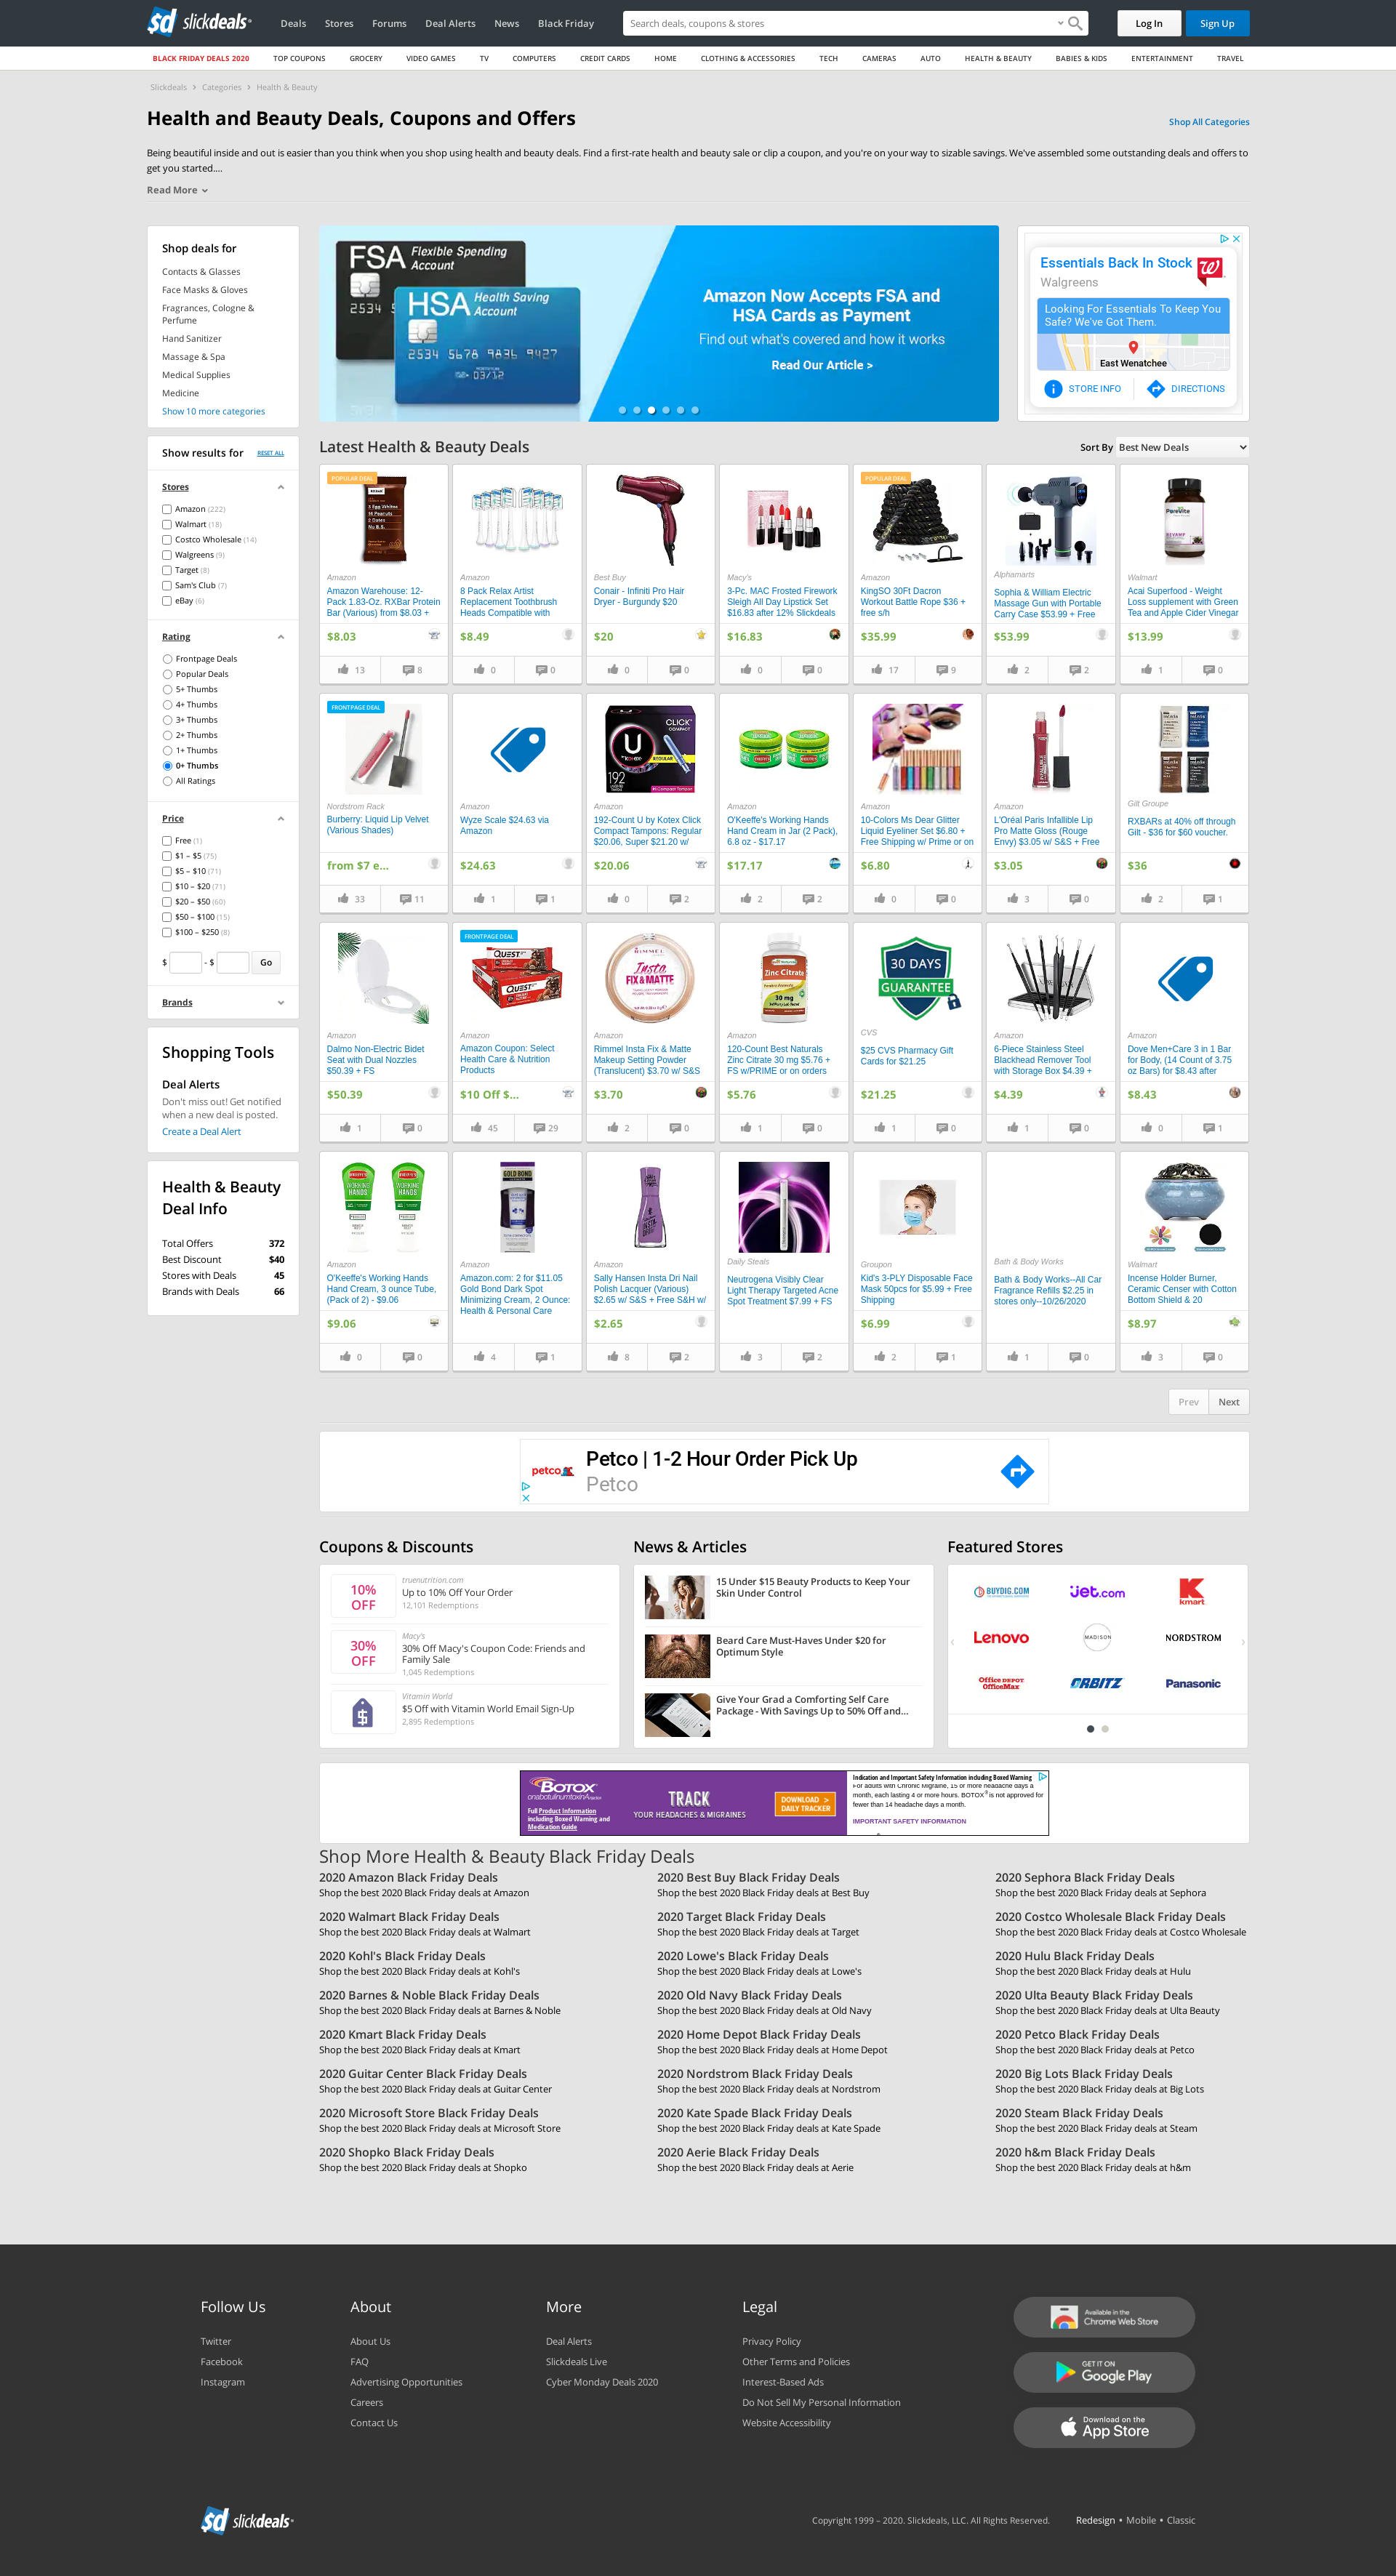 slickdeals
Deals
Stores
Forums
Deal Alerts
News
Black Friday
Search deals, coupons & stores
Log In
Sign Up
BLACK FRIDAY DEALS 2020
TOP COUPONS
GROCERY
VIDEO GAMES
TV
COMPUTERS
CREDIT CARDS
HOME
CLOTHING & ACCESSORIES
TECH
CAMERAS
AUTO
HEALTH & BEAUTY
BABIES & KIDS
ENTERTAINMENT
TRAVEL
Slickdeals › Categories › Health & Beauty
Health and Beauty Deals, Coupons and Offers
Shop All Categories
Being beautiful inside and out is easier than you think when you shop using health and beauty deals. Find a first-rate health and beauty sale or clip a coupon, and you're on your way to sizable savings. We've assembled some outstanding deals and offers to
get you started....
Read More
Shop deals for
Contacts & Glasses
Face Masks & Gloves
Fragrances, Cologne &
Perfume
Hand Sanitizer
Massage & Spa
Medical Supplies
Medicine
Show 10 more categories
FSA Flexible Spending
Account
HSA Health Saving
Account
2534 5678 9836 9427
03/12
Amazon Now Accepts FSA and
HSA Cards as Payment
Find out what's covered and how it works
Read Our Article >
Essentials Back In Stock
Walgreens
Looking For Essentials To Keep You
Safe? We've Got Them.
East Wenatchee
STORE INFO
DIRECTIONS
Show results for
RESET ALL
Stores
Amazon (222)
Walmart (18)
Costco Wholesale (14)
Walgreens (9)
Target (8)
Sam's Club (7)
eBay (6)
Rating
Frontpage Deals
Popular Deals
5+ Thumbs
4+ Thumbs
3+ Thumbs
2+ Thumbs
1+ Thumbs
0+ Thumbs
All Ratings
Price
Free (1)
$1 – $5 (75)
$5 – $10 (71)
$10 – $20 (71)
$20 – $50 (60)
$50 – $100 (15)
$100 – $250 (8)
$ - $ Go
Brands
Shopping Tools
Deal Alerts
Don't miss out! Get notified
when a new deal is posted.
Create a Deal Alert
Health & Beauty
Deal Info
Total Offers 372
Best Discount $40
Stores with Deals 45
Brands with Deals 66
Latest Health & Beauty Deals
Sort By Best New Deals
POPULAR DEAL
Amazon
Amazon Warehouse: 12-
Pack 1.83-Oz. RXBar Protein
Bar (Various) from $8.03 +
$8.03
13 8
Amazon
8 Pack Relax Artist
Replacement Toothbrush
Heads Compatible with
$8.49
0 0
Best Buy
Conair - Infiniti Pro Hair
Dryer - Burgundy $20
$20
0 0
Macy's
3-Pc. MAC Frosted Firework
Sleigh All Day Lipstick Set
$16.83 after 12% Slickdeals
$16.83
0 0
POPULAR DEAL
Amazon
KingSO 30Ft Dacron
Workout Battle Rope $36 +
free s/h
$35.99
17 9
Alphamarts
Sophia & William Electric
Massage Gun with Portable
Carry Case $53.99 + Free
$53.99
2 2
Walmart
Acai Superfood - Weight
Loss supplement with Green
Tea and Apple Cider Vinegar
$13.99
1 0
FRONTPAGE DEAL
Nordstrom Rack
Burberry: Liquid Lip Velvet
(Various Shades)
from $7 e...
33 11
Amazon
Wyze Scale $24.63 via
Amazon
$24.63
1 1
CLICK
COMPACT
U
REGULAR
192
Amazon
192-Count U by Kotex Click
Compact Tampons: Regular
$20.06, Super $21.20 w/
$20.06
0 2
Amazon
O'Keeffe's Working Hands
Hand Cream in Jar (2 Pack),
6.8 oz - $17.17
$17.17
2 2
Amazon
10-Colors Ms Dear Glitter
Liquid Eyeliner Set $6.80 +
Free Shipping w/ Prime or on
$6.80
0 0
Amazon
L'Oréal Paris Infallible Lip
Pro Matte Gloss (Rouge
Envy) $3.05 w/ S&S + Free
$3.05
3 0
Gilt Groupe
RXBARs at 40% off through
Gilt - $36 for $60 voucher.
$36
2 1
Amazon
Dalmo Non-Electric Bidet
Seat with Dual Nozzles
$50.39 + FS
$50.39
1 0
FRONTPAGE DEAL
QUEST
Amazon
Amazon Coupon: Select
Health Care & Nutrition
Products
$10 Off $...
45 29
RIMMEL
Insta
FIX & MATTE
Amazon
Rimmel Insta Fix & Matte
Makeup Setting Powder
(Translucent) $3.70 w/ S&S
$3.70
2 0
Zinc Citrate
30 mg
Amazon
120-Count Best Naturals
Zinc Citrate 30 mg $5.76 +
FS w/PRIME or on orders
$5.76
1 0
30 DAYS
GUARANTEE
CVS
$25 CVS Pharmacy Gift
Cards for $21.25
$21.25
1 0
Amazon
6-Piece Stainless Steel
Blackhead Remover Tool
with Storage Box $4.39 +
$4.39
1 0
Amazon
Dove Men+Care 3 in 1 Bar
for Body, (14 Count of 3.75
oz Bars) for $8.43 after
$8.43
0 1
WORKING
HANDS
WORKING
HANDS
Amazon
O'Keeffe's Working Hands
Hand Cream, 3 ounce Tube,
(Pack of 2) - $9.06
$9.06
0 0
GOLD BOND
Amazon
Amazon.com: 2 for $11.05
Gold Bond Dark Spot
Minimizing Cream, 2 Ounce:
Health & Personal Care
4 1
Amazon
Sally Hansen Insta Dri Nail
Polish Lacquer (Various)
$2.65 w/ S&S + Free S&H w/
$2.65
8 2
Daily Steals
Neutrogena Visibly Clear
Light Therapy Targeted Acne
Spot Treatment $7.99 + FS
3 2
Groupon
Kid's 3-PLY Disposable Face
Mask 50pcs for $5.99 + Free
Shipping
$6.99
2 1
Bath & Body Works
Bath & Body Works--All Car
Fragrance Refills $2.25 in
stores only--10/26/2020
1 0
Walmart
Incense Holder Burner,
Ceramic Censer with Cotton
Bottom Shield & 20
$8.97
3 0
Prev
Next
petco
Petco | 1-2 Hour Order Pick Up
Petco
Coupons & Discounts
10%
OFF
truenutrition.com
Up to 10% Off Your Order
12,101 Redemptions
30%
OFF
Macy's
30% Off Macy's Coupon Code: Friends and
Family Sale
1,045 Redemptions
Vitamin World
$5 Off with Vitamin World Email Sign-Up
2,895 Redemptions
News & Articles
15 Under $15 Beauty Products to Keep Your
Skin Under Control
Beard Care Must-Haves Under $20 for
Optimum Style
Give Your Grad a Comforting Self Care
Package - With Savings Up to 50% Off and...
Featured Stores
BUYDIG.COM
Jet.com
kmart
Lenovo
MADISON
NORDSTROM
Office DEPOT
OfficeMax
ORBITZ
Panasonic
BOTOX
onabotulinumtoxinA
Full Product Information
including Boxed Warning and
Medication Guide
TRACK
YOUR HEADACHES & MIGRAINES
DOWNLOAD >
DAILY TRACKER
Indication and Important Safety Information including Boxed Warning
For adults with Chronic Migraine, 15 or more headache days a
month, each lasting 4 or more hours. BOTOX® is not approved for
fewer than 14 headache days a month.
IMPORTANT SAFETY INFORMATION
Shop More Health & Beauty Black Friday Deals
2020 Amazon Black Friday Deals
Shop the best 2020 Black Friday deals at Amazon
2020 Best Buy Black Friday Deals
Shop the best 2020 Black Friday deals at Best Buy
2020 Sephora Black Friday Deals
Shop the best 2020 Black Friday deals at Sephora
2020 Walmart Black Friday Deals
Shop the best 2020 Black Friday deals at Walmart
2020 Target Black Friday Deals
Shop the best 2020 Black Friday deals at Target
2020 Costco Wholesale Black Friday Deals
Shop the best 2020 Black Friday deals at Costco Wholesale
2020 Kohl's Black Friday Deals
Shop the best 2020 Black Friday deals at Kohl's
2020 Lowe's Black Friday Deals
Shop the best 2020 Black Friday deals at Lowe's
2020 Hulu Black Friday Deals
Shop the best 2020 Black Friday deals at Hulu
2020 Barnes & Noble Black Friday Deals
Shop the best 2020 Black Friday deals at Barnes & Noble
2020 Old Navy Black Friday Deals
Shop the best 2020 Black Friday deals at Old Navy
2020 Ulta Beauty Black Friday Deals
Shop the best 2020 Black Friday deals at Ulta Beauty
2020 Kmart Black Friday Deals
Shop the best 2020 Black Friday deals at Kmart
2020 Home Depot Black Friday Deals
Shop the best 2020 Black Friday deals at Home Depot
2020 Petco Black Friday Deals
Shop the best 2020 Black Friday deals at Petco
2020 Guitar Center Black Friday Deals
Shop the best 2020 Black Friday deals at Guitar Center
2020 Nordstrom Black Friday Deals
Shop the best 2020 Black Friday deals at Nordstrom
2020 Big Lots Black Friday Deals
Shop the best 2020 Black Friday deals at Big Lots
2020 Microsoft Store Black Friday Deals
Shop the best 2020 Black Friday deals at Microsoft Store
2020 Kate Spade Black Friday Deals
Shop the best 2020 Black Friday deals at Kate Spade
2020 Steam Black Friday Deals
Shop the best 2020 Black Friday deals at Steam
2020 Shopko Black Friday Deals
Shop the best 2020 Black Friday deals at Shopko
2020 Aerie Black Friday Deals
Shop the best 2020 Black Friday deals at Aerie
2020 h&m Black Friday Deals
Shop the best 2020 Black Friday deals at h&m
Follow Us
Twitter
Facebook
Instagram
About
About Us
FAQ
Advertising Opportunities
Careers
Contact Us
More
Deal Alerts
Slickdeals Live
Cyber Monday Deals 2020
Legal
Privacy Policy
Other Terms and Policies
Interest-Based Ads
Do Not Sell My Personal Information
Website Accessibility
Available in the
Chrome Web Store
GET IT ON
Google Play
Download on the
App Store
slickdeals
Copyright 1999 – 2020. Slickdeals, LLC. All Rights Reserved.
Redesign • Mobile • Classic